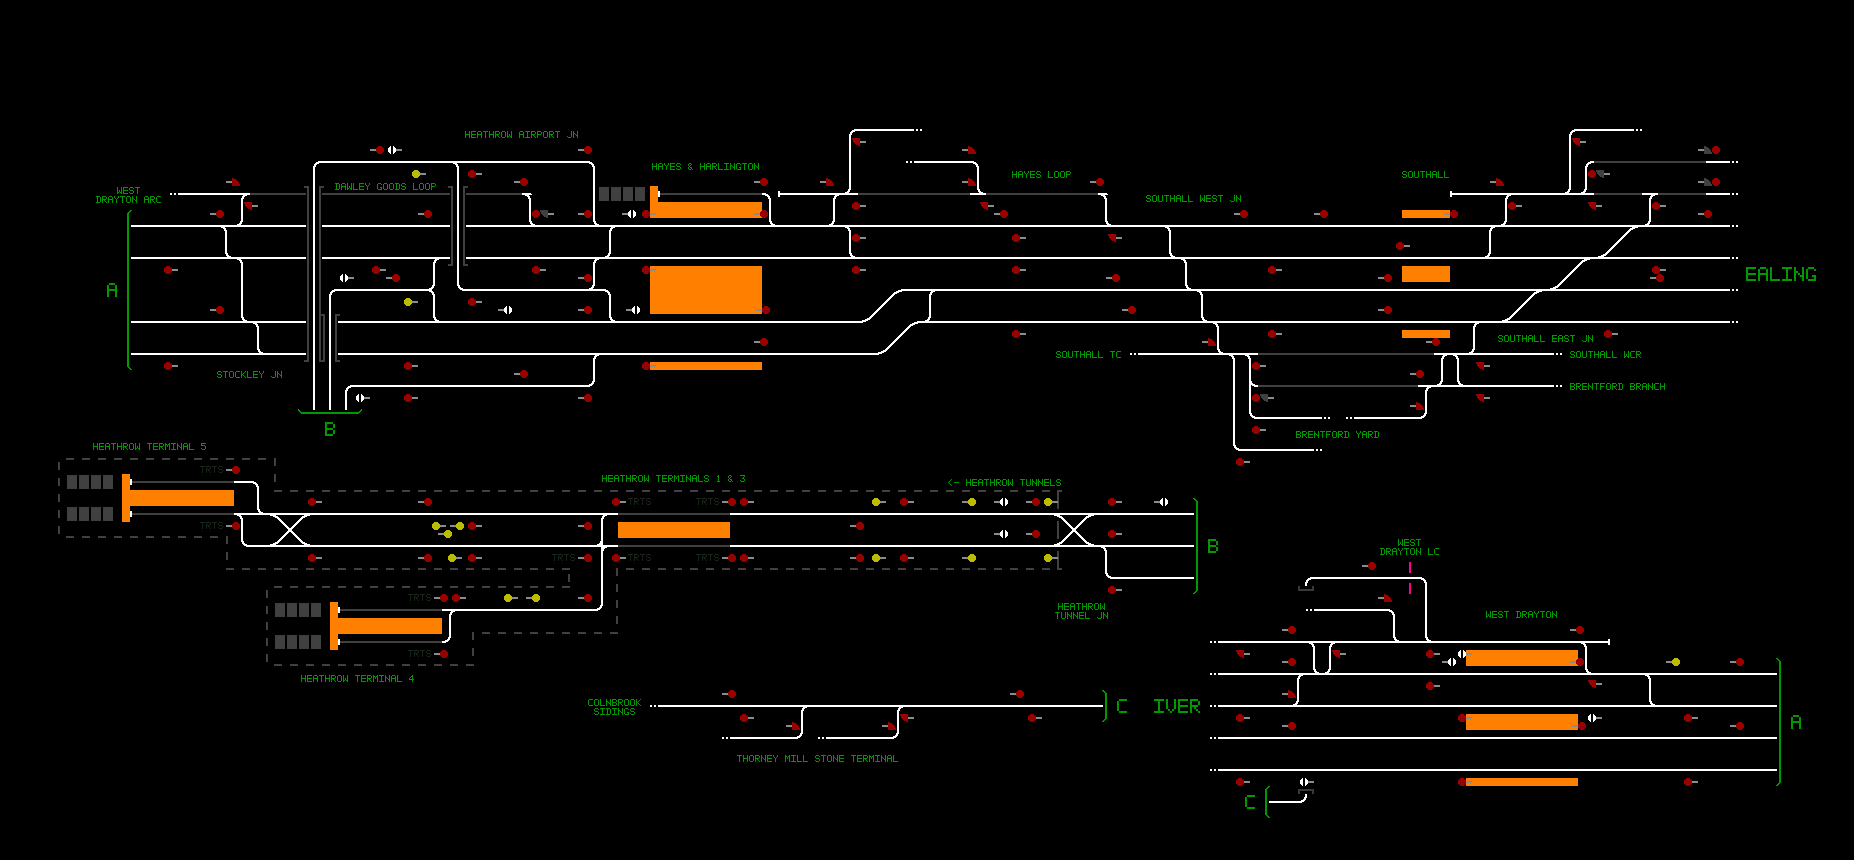 HEATHROW AIRPORT JN
HAYES & HARLINGTON
HAYES LOOP
SOUTHALL
WEST
DRAYTON ARC
DAWLEY GOODS LOOP
SOUTHALL WEST JN
A
EALING
SOUTHALL EAST JN
SOUTHALL TC
SOUTHALL WCR
STOCKLEY JN
BRENTFORD BRANCH
B
BRENTFORD YARD
HEATHROW TERMINAL 5
TRTS
HEATHROW TERMINALS 1 & 3
<- HEATHROW TUNNELS
TRTS
TRTS
TRTS
B
WEST
DRAYTON LC
TRTS
TRTS
TRTS
TRTS
HEATHROW
TUNNEL JN
WEST DRAYTON
TRTS
HEATHROW TERMINAL 4
COLNBROOK
SIDINGS
C
IVER
A
THORNEY MILL STONE TERMINAL
C